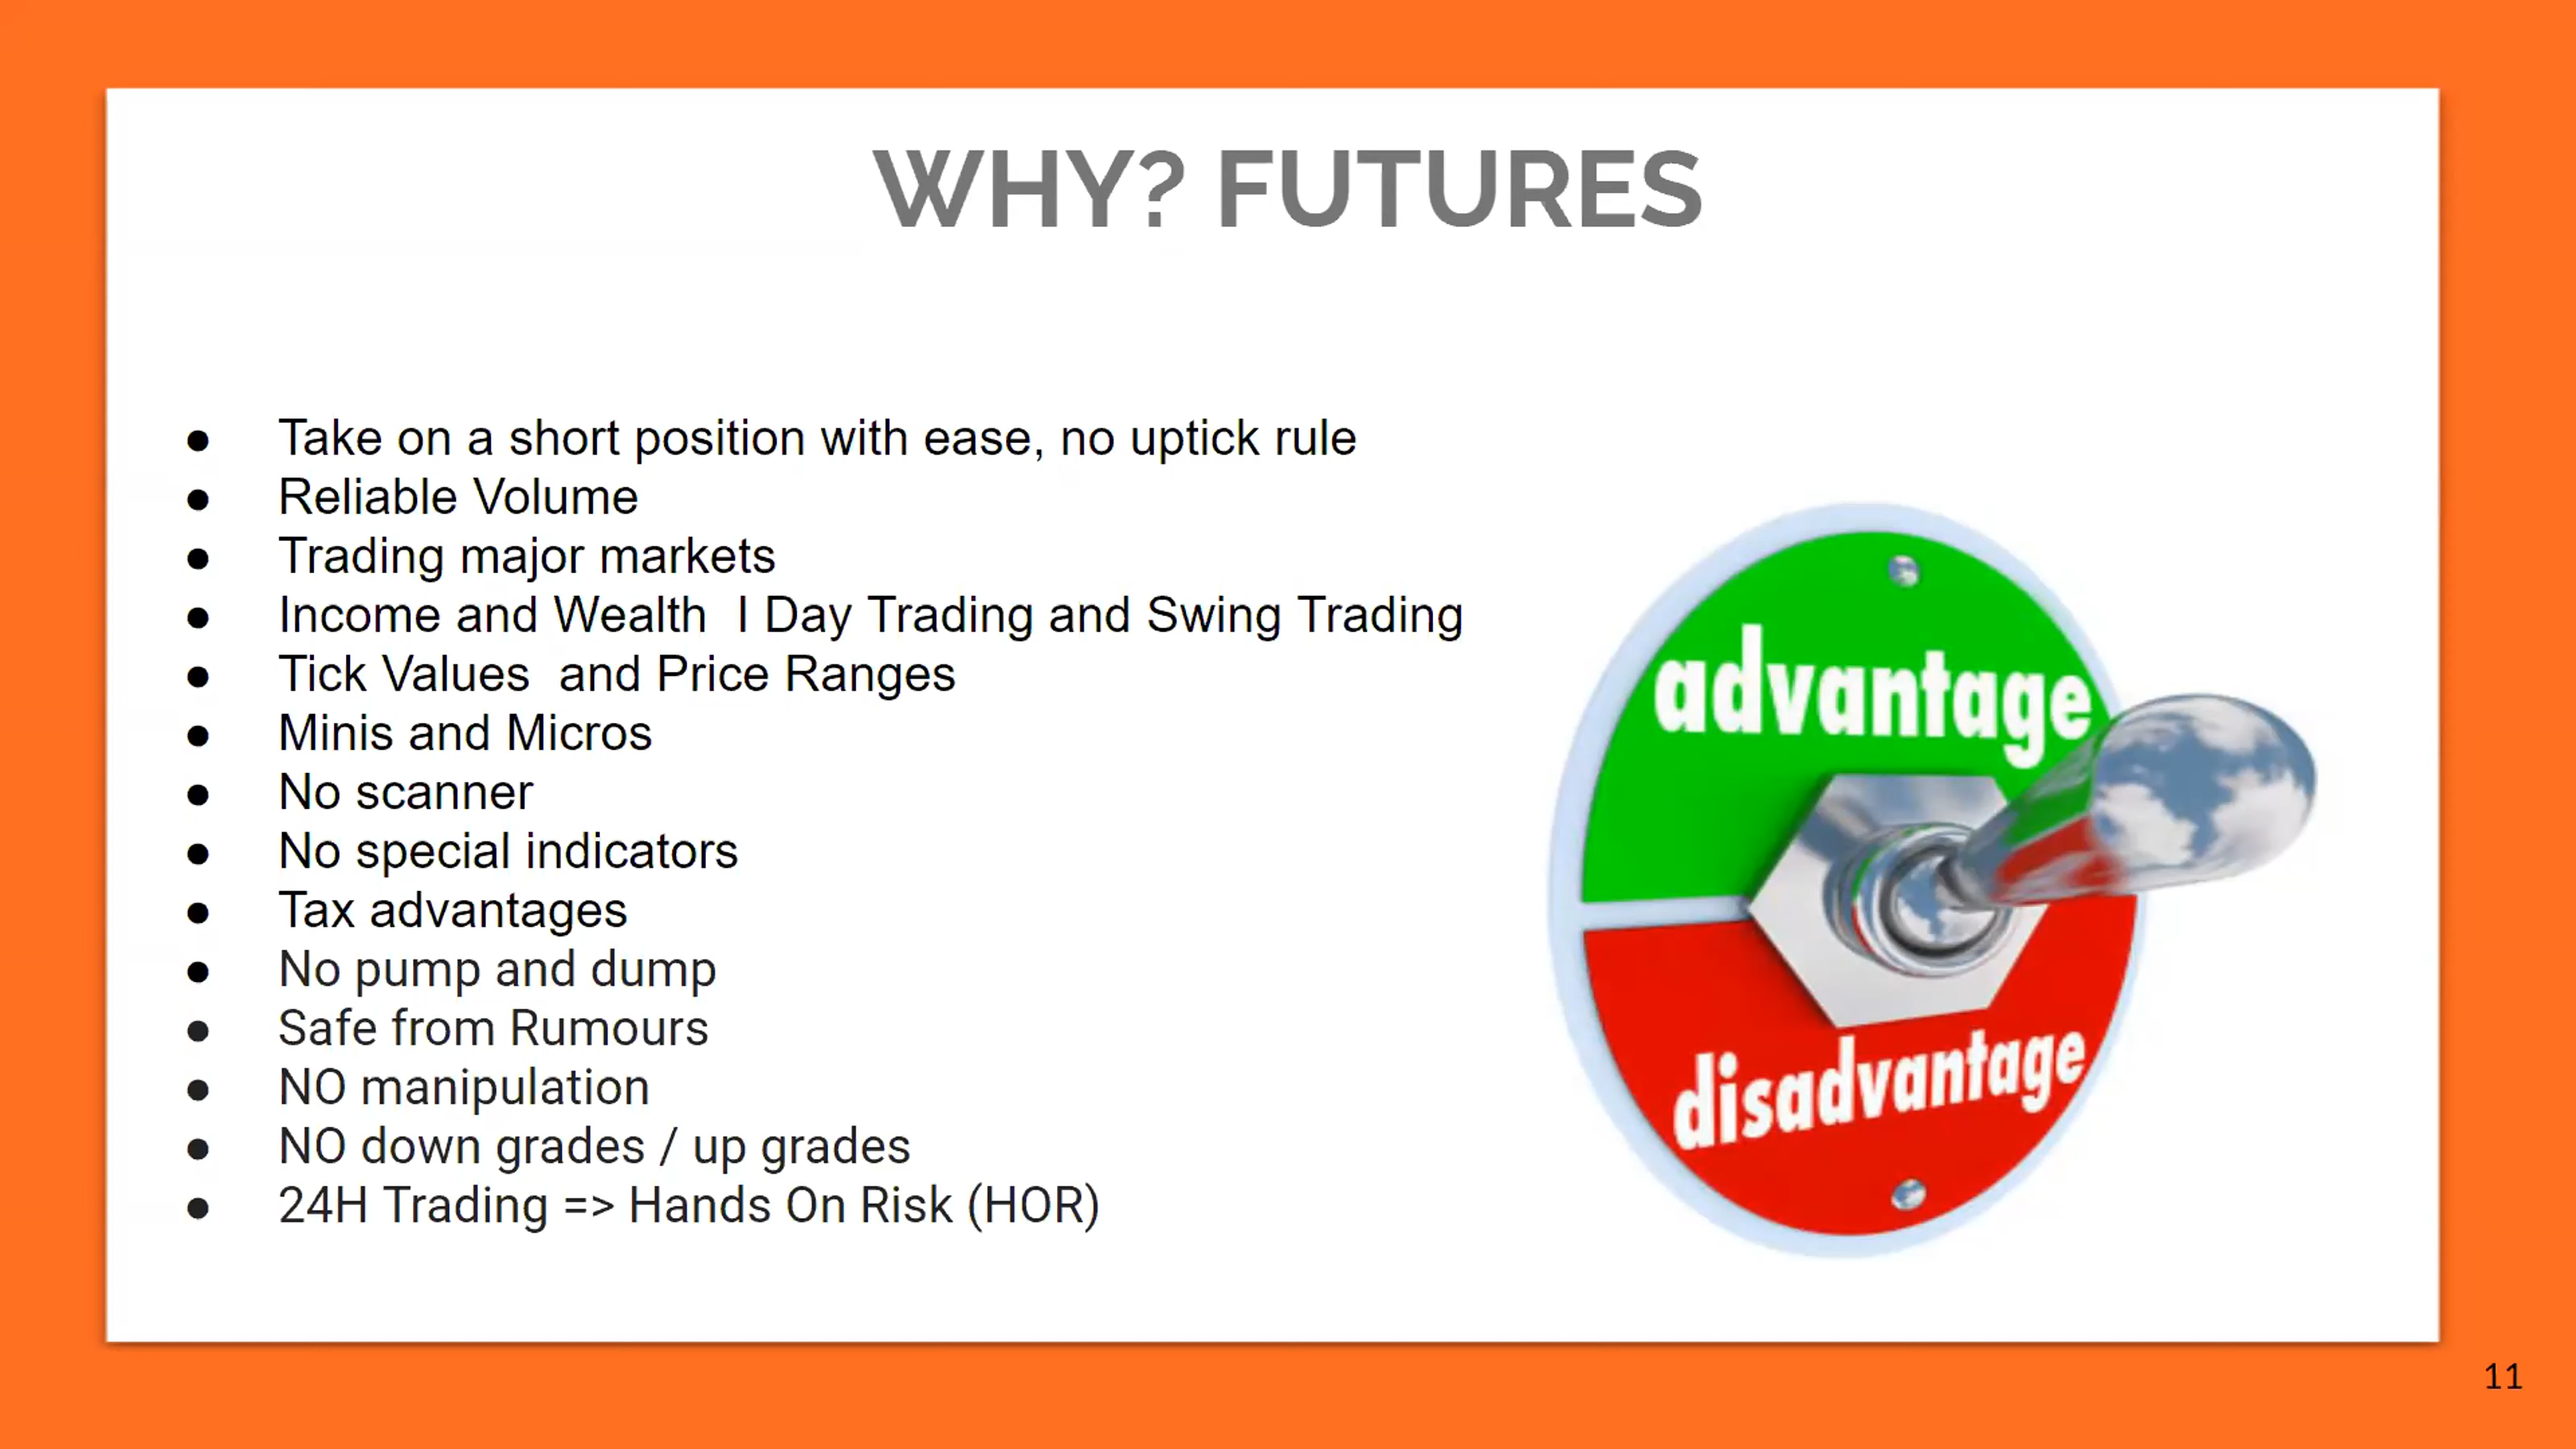 WHY? FUTURES
● Take on a short position with ease, no uptick rule
● Reliable Volume
● Trading major markets
● Income and Wealth  I Day Trading and Swing Trading
● Tick Values  and Price Ranges
● Minis and Micros
● No scanner
● No special indicators
● Tax advantages
● No pump and dump
● Safe from Rumours
● NO manipulation
● NO down grades / up grades
● 24H Trading => Hands On Risk (HOR)
advantage
disadvantage
11